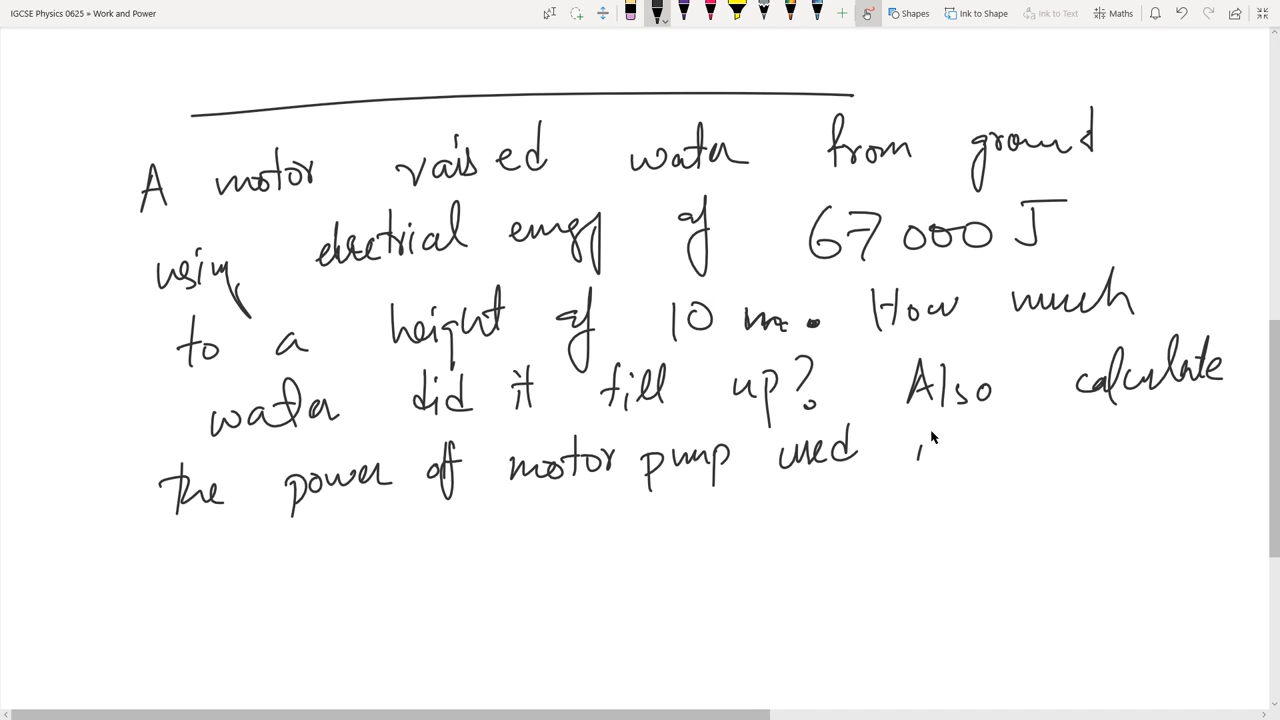 IGCSE Physics 0625 » Work and Power
Shapes Ink to Shape Ink to Text Maths
A motor raised water from ground
using electrial energy of 67000 J
to a height of 10 m. How much
water did it fill up? Also calculate
the power of motor pump used i